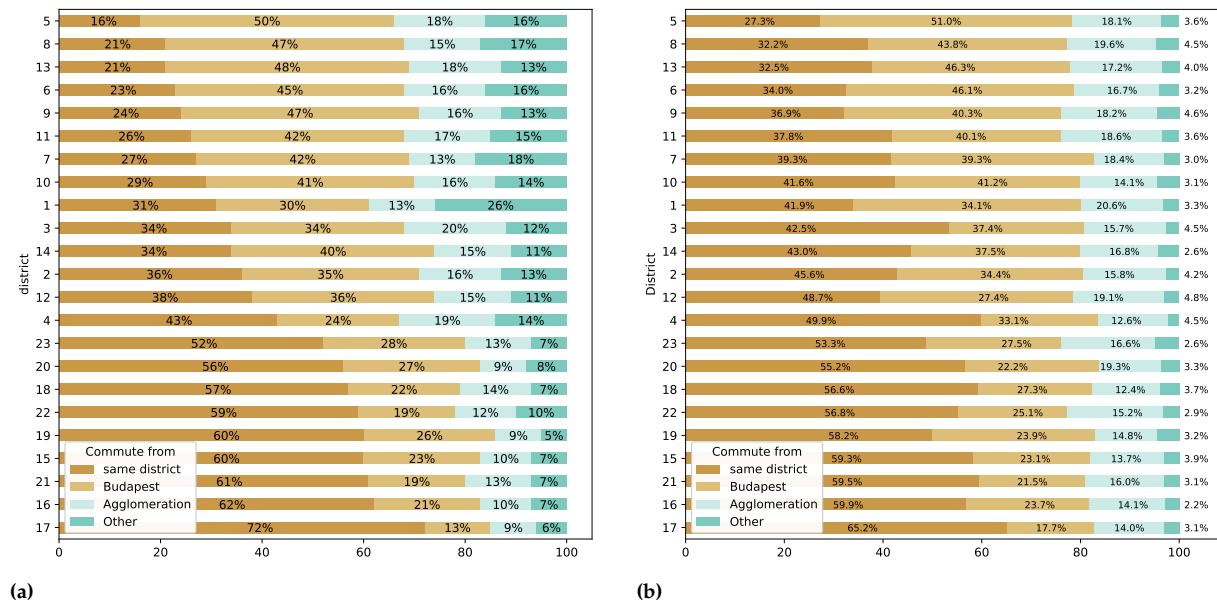 5 16% 50% 18% 16%
8 21% 47% 15% 17%
13 21% 48% 18% 13%
6 23% 45% 16% 16%
9 24% 47% 16% 13%
11 26% 42% 17% 15%
7 27% 42% 13% 18%
10 29% 41% 16% 14%
1 31% 30% 13% 26%
3 34% 34% 20% 12%
14 34% 40% 15% 11%
2 36% 35% 16% 13%
12 38% 36% 15% 11%
4 43% 24% 19% 14%
23 52% 28% 13% 7%
20 56% 27% 9% 8%
18 57% 22% 14% 7%
22 59% 19% 12% 10%
19 60% 26% 9% 5%
15 60% 23% 10% 7%
21 61% 19% 13% 7%
16 62% 21% 10% 7%
17 72% 13% 9% 6%
district
Commute from
same district
Budapest
Agglomeration
Other
0 20 40 60 80 100
(a)
5 27.3% 51.0% 18.1% 3.6%
8 32.2% 43.8% 19.6% 4.5%
13 32.5% 46.3% 17.2% 4.0%
6 34.0% 46.1% 16.7% 3.2%
9 36.9% 40.3% 18.2% 4.6%
11 37.8% 40.1% 18.6% 3.6%
7 39.3% 39.3% 18.4% 3.0%
10 41.6% 41.2% 14.1% 3.1%
1 41.9% 34.1% 20.6% 3.3%
3 42.5% 37.4% 15.7% 4.5%
14 43.0% 37.5% 16.8% 2.6%
2 45.6% 34.4% 15.8% 4.2%
12 48.7% 27.4% 19.1% 4.8%
4 49.9% 33.1% 12.6% 4.5%
23 53.3% 27.5% 16.6% 2.6%
20 55.2% 22.2% 19.3% 3.3%
18 56.6% 27.3% 12.4% 3.7%
22 56.8% 25.1% 15.2% 2.9%
19 58.2% 23.9% 14.8% 3.2%
15 59.3% 23.1% 13.7% 3.9%
21 59.5% 21.5% 16.0% 3.1%
16 59.9% 23.7% 14.1% 2.2%
17 65.2% 17.7% 14.0% 3.1%
District
Commute from
same district
Budapest
Agglomeration
Other
0 20 40 60 80 100
(b)